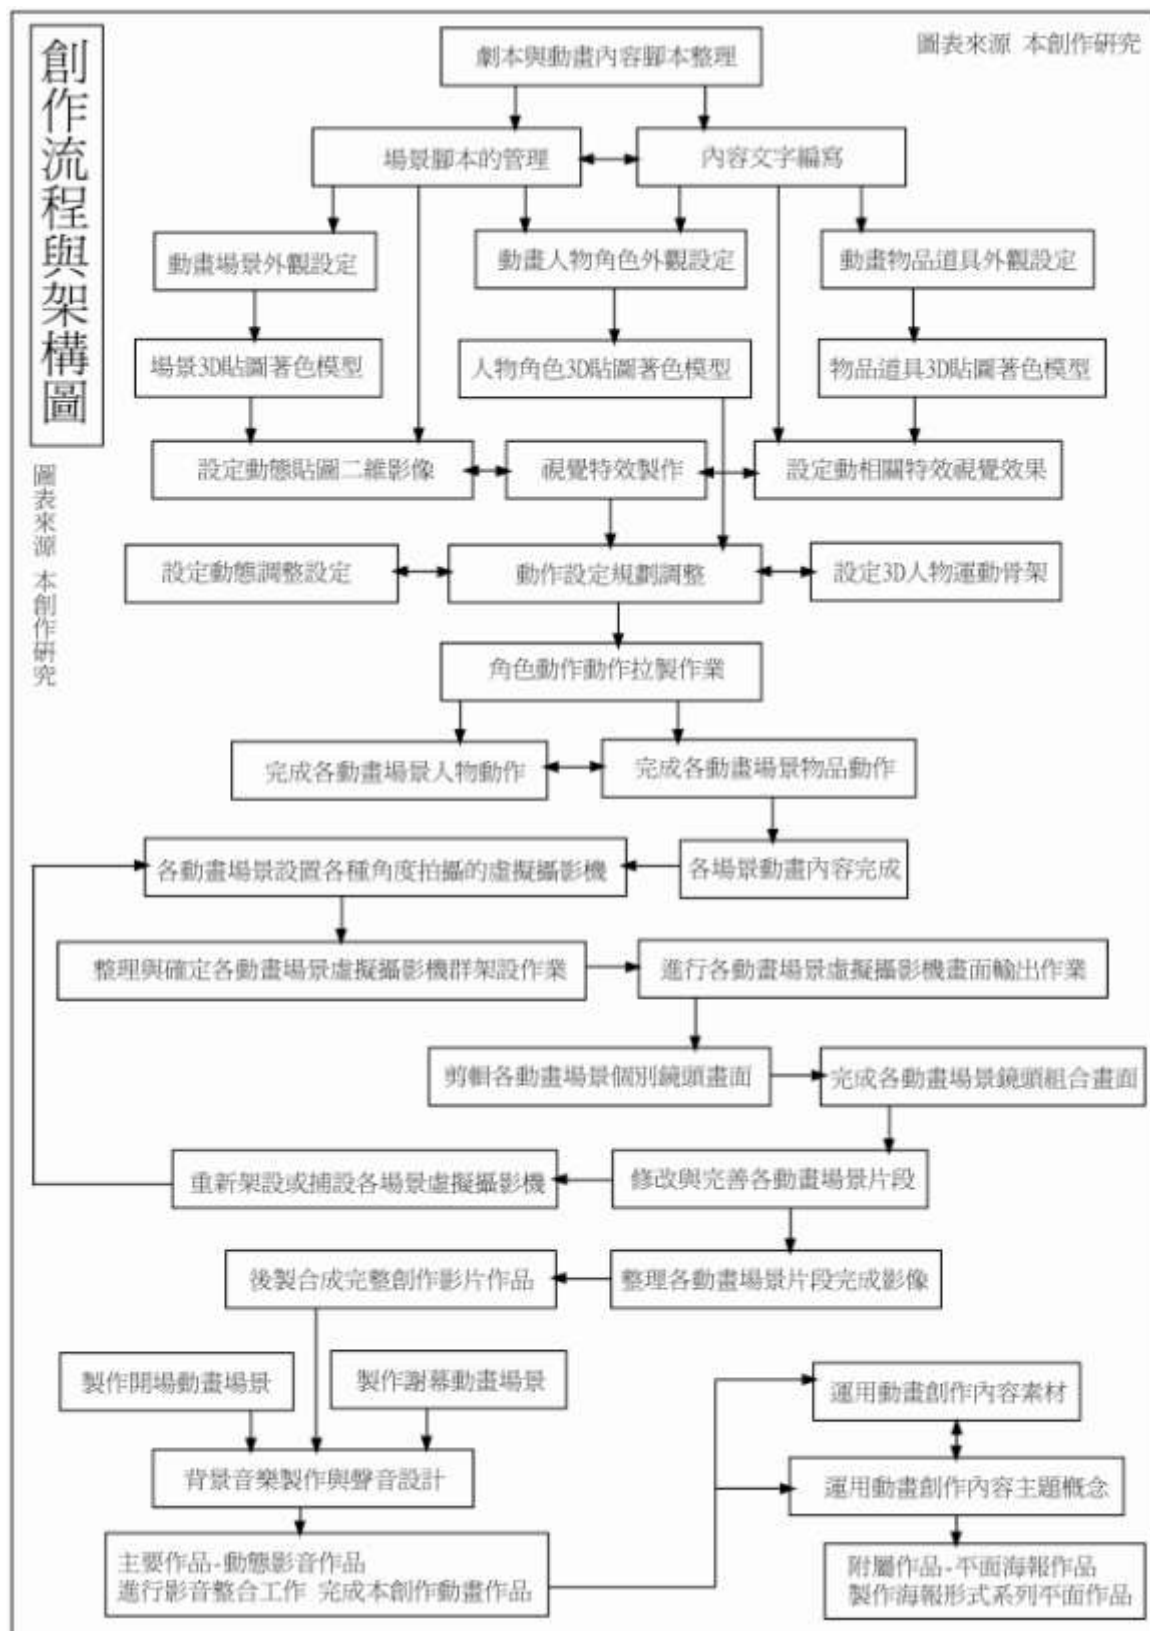 創作流程與架構圖
圖表來源 本創作研究
圖表來源 本創作研究
劇本與動畫內容腳本整理
場景腳本的管理
內容文字編寫
動畫場景外觀設定
動畫人物角色外觀設定
動畫物品道具外觀設定
場景3D貼圖著色模型
人物角色3D貼圖著色模型
物品道具3D貼圖著色模型
設定動態貼圖二維影像
視覺特效製作
設定動相關特效視覺效果
設定動態調整設定
動作設定規劃調整
設定3D人物運動骨架
角色動作動作拉製作業
完成各動畫場景人物動作
完成各動畫場景物品動作
各動畫場景設置各種角度拍攝的虛擬攝影機
各場景動畫內容完成
整理與確定各動畫場景虛擬攝影機群架設作業
進行各動畫場景虛擬攝影機畫面輸出作業
剪輯各動畫場景個別鏡頭畫面
完成各動畫場景鏡頭組合畫面
重新架設或捕設各場景虛擬攝影機
修改與完善各動畫場景片段
後製合成完整創作影片作品
整理各動畫場景片段完成影像
製作開場動畫場景
製作謝幕動畫場景
運用動畫創作內容素材
背景音樂製作與聲音設計
運用動畫創作內容主題概念
主要作品-動態影音作品
進行影音整合工作 完成本創作動畫作品
附屬作品-平面海報作品
製作海報形式系列平面作品